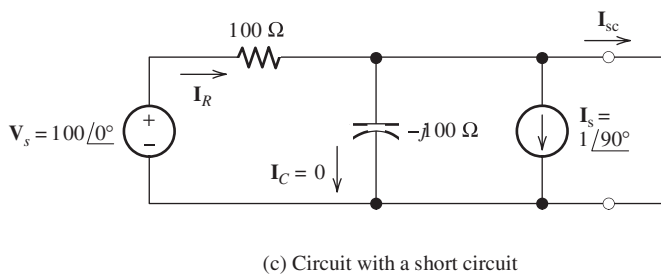 100 Ω
I_sc
I_R
V_s = 100∠0°
+
−
−j100 Ω
I_s =
1∠90°
I_C = 0
(c) Circuit with a short circuit